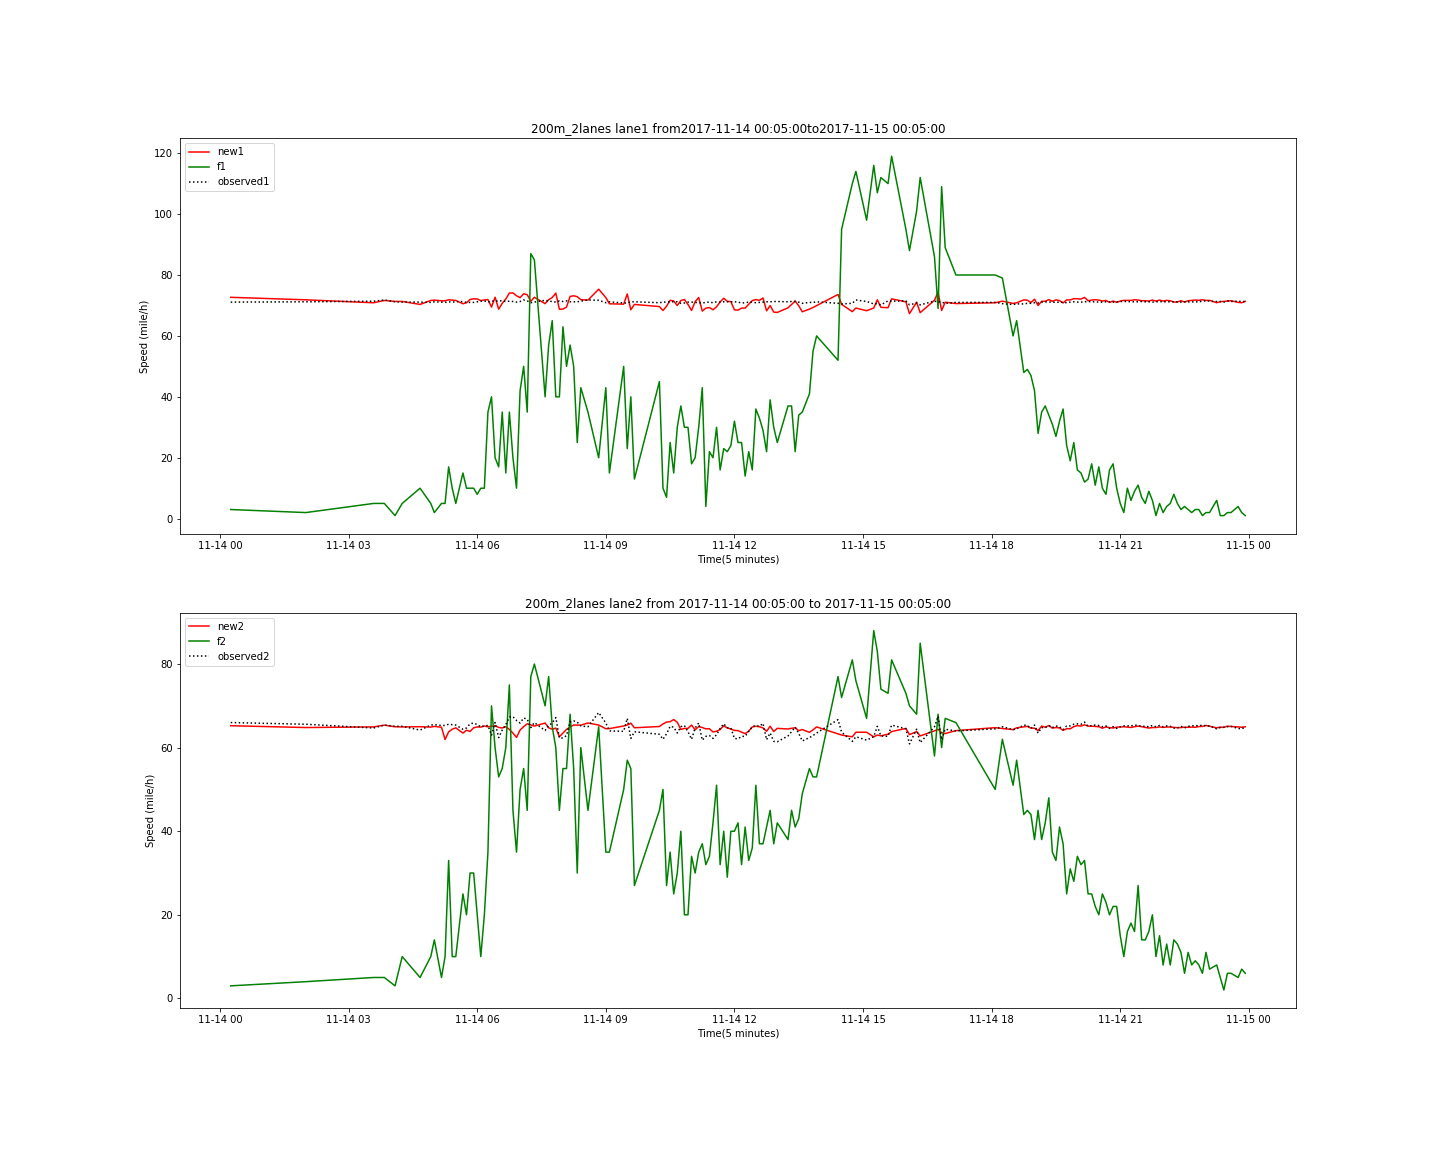 200m_2lanes lane1 from2017-11-14 00:05:00to2017-11-15 00:05:00
new1
f1
observed1
Speed (mile/h)
120
100
80
60
40
20
0
11-14 00 11-14 03 11-14 06 11-14 09 11-14 12 11-14 15 11-14 18 11-14 21 11-15 00
Time(5 minutes)
200m_2lanes lane2 from 2017-11-14 00:05:00 to 2017-11-15 00:05:00
new2
f2
observed2
Speed (mile/h)
80
60
40
20
0
11-14 00 11-14 03 11-14 06 11-14 09 11-14 12 11-14 15 11-14 18 11-14 21 11-15 00
Time(5 minutes)